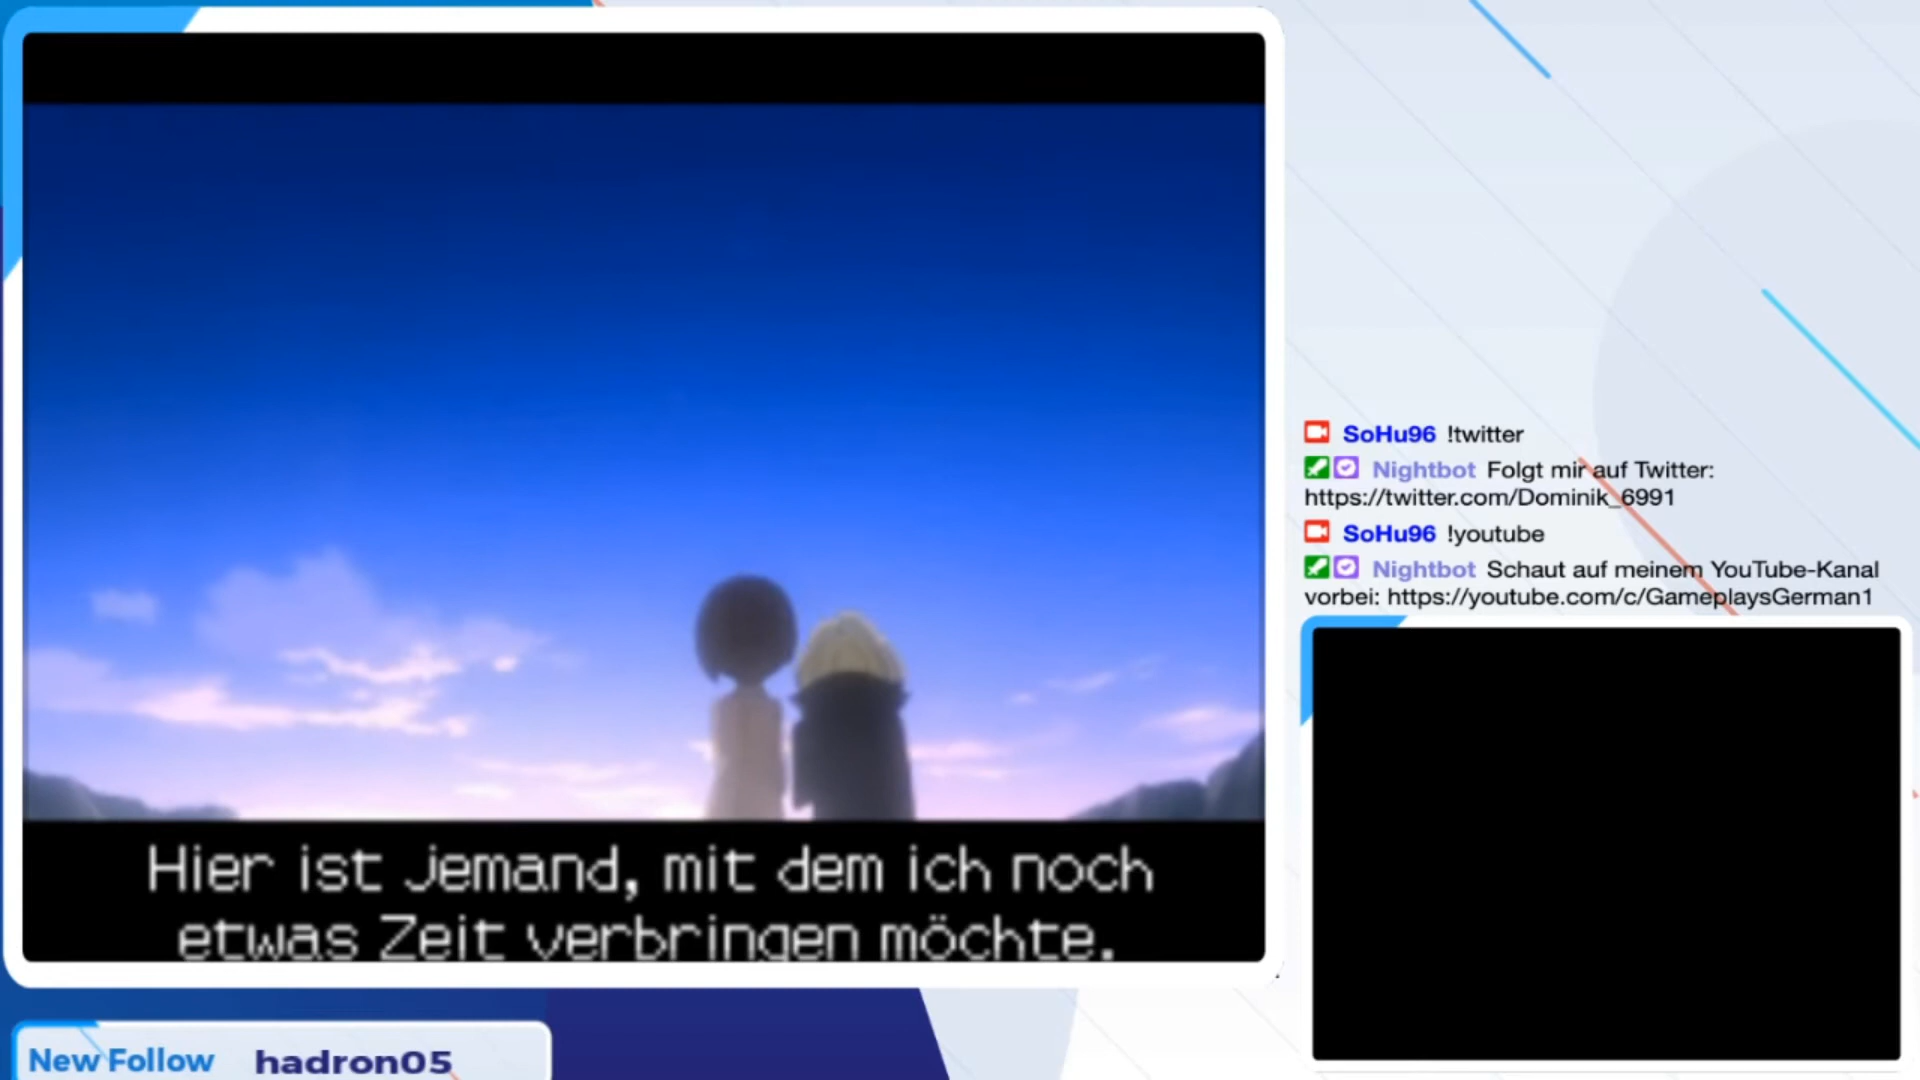 SoHu96 !twitter
Nightbot Folgt mir auf Twitter:
https://twitter.com/Dominik_6991
SoHu96 !youtube
Nightbot Schaut auf meinem YouTube-Kanal
vorbei: https://youtube.com/c/GameplaysGerman1
Hier ist jemand, mit dem ich noch
etwas Zeit verbringen möchte.
New Follow hadron05